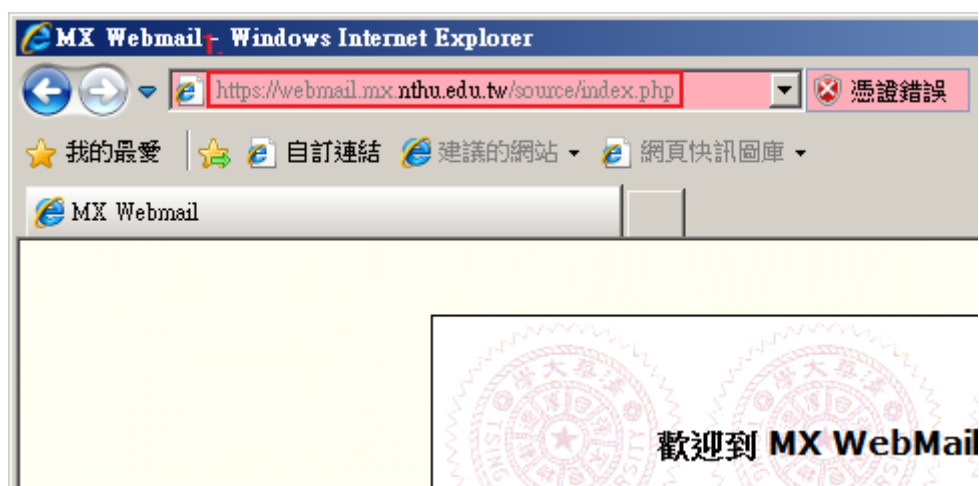 MX Webmail - Windows Internet Explorer
https://webmail.mx.nthu.edu.tw/source/index.php 憑證錯誤
我的最愛 自訂連結 建議的網站 網頁快訊圖庫
MX Webmail
歡迎到 MX WebMail